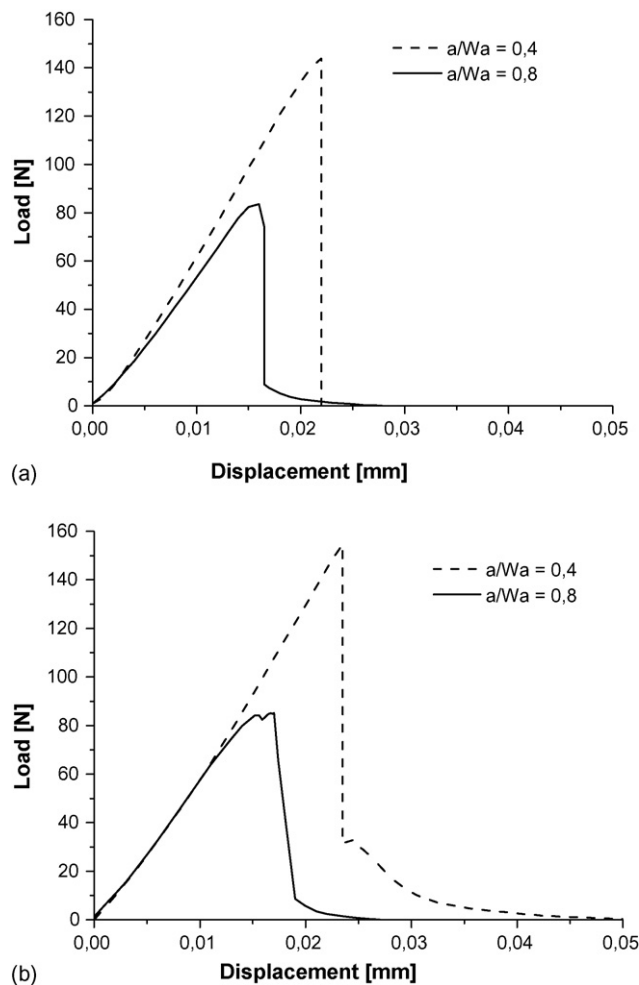 160
140
120
100
80
60
40
20
0
Load [N]
a/Wa = 0,4
a/Wa = 0,8
0,00 0,01 0,02 0,03 0,04 0,05
(a) Displacement [mm]
160
140
120
100
80
60
40
20
0
Load [N]
a/Wa = 0,4
a/Wa = 0,8
0,00 0,01 0,02 0,03 0,04 0,05
(b) Displacement [mm]